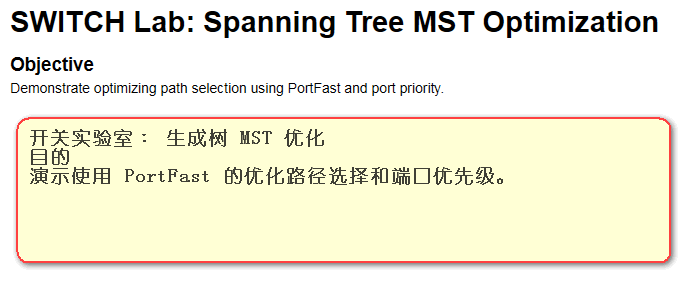 SWITCH Lab: Spanning Tree MST Optimization
Objective
Demonstrate optimizing path selection using PortFast and port priority.
开关实验室： 生成树 MST 优化
目的
演示使用 PortFast 的优化路径选择和端口优先级。